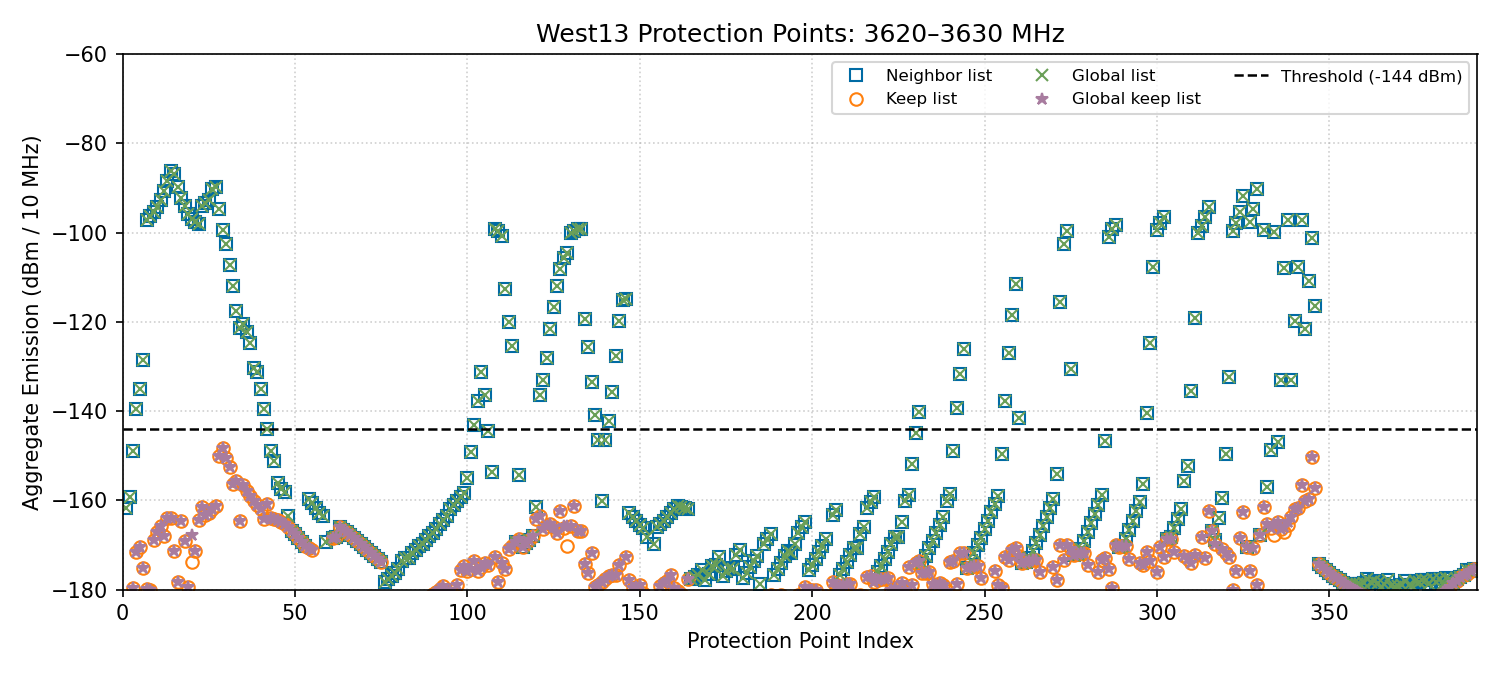 West13 Protection Points: 3620–3630 MHz
Neighbor list
Keep list
Global list
Global keep list
Threshold (-144 dBm)
Aggregate Emission (dBm / 10 MHz)
−60
−80
−100
−120
−140
−160
−180
0 50 100 150 200 250 300 350
Protection Point Index